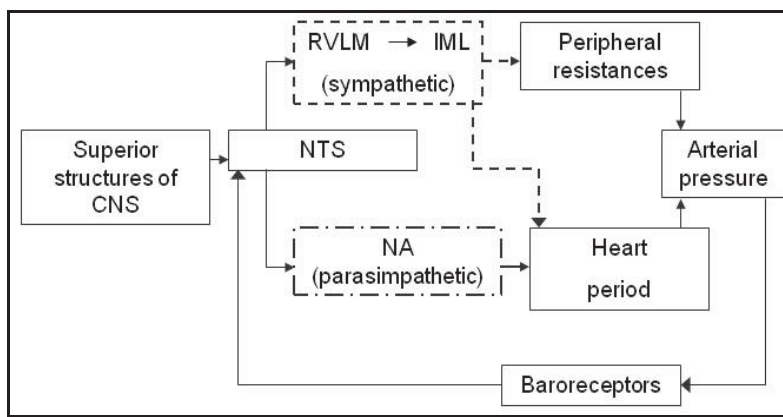 RVLM → IML
(sympathetic)
Peripheral
resistances
Superior
structures of
CNS
NTS
Arterial
pressure
NA
(parasimpathetic)
Heart
period
Baroreceptors